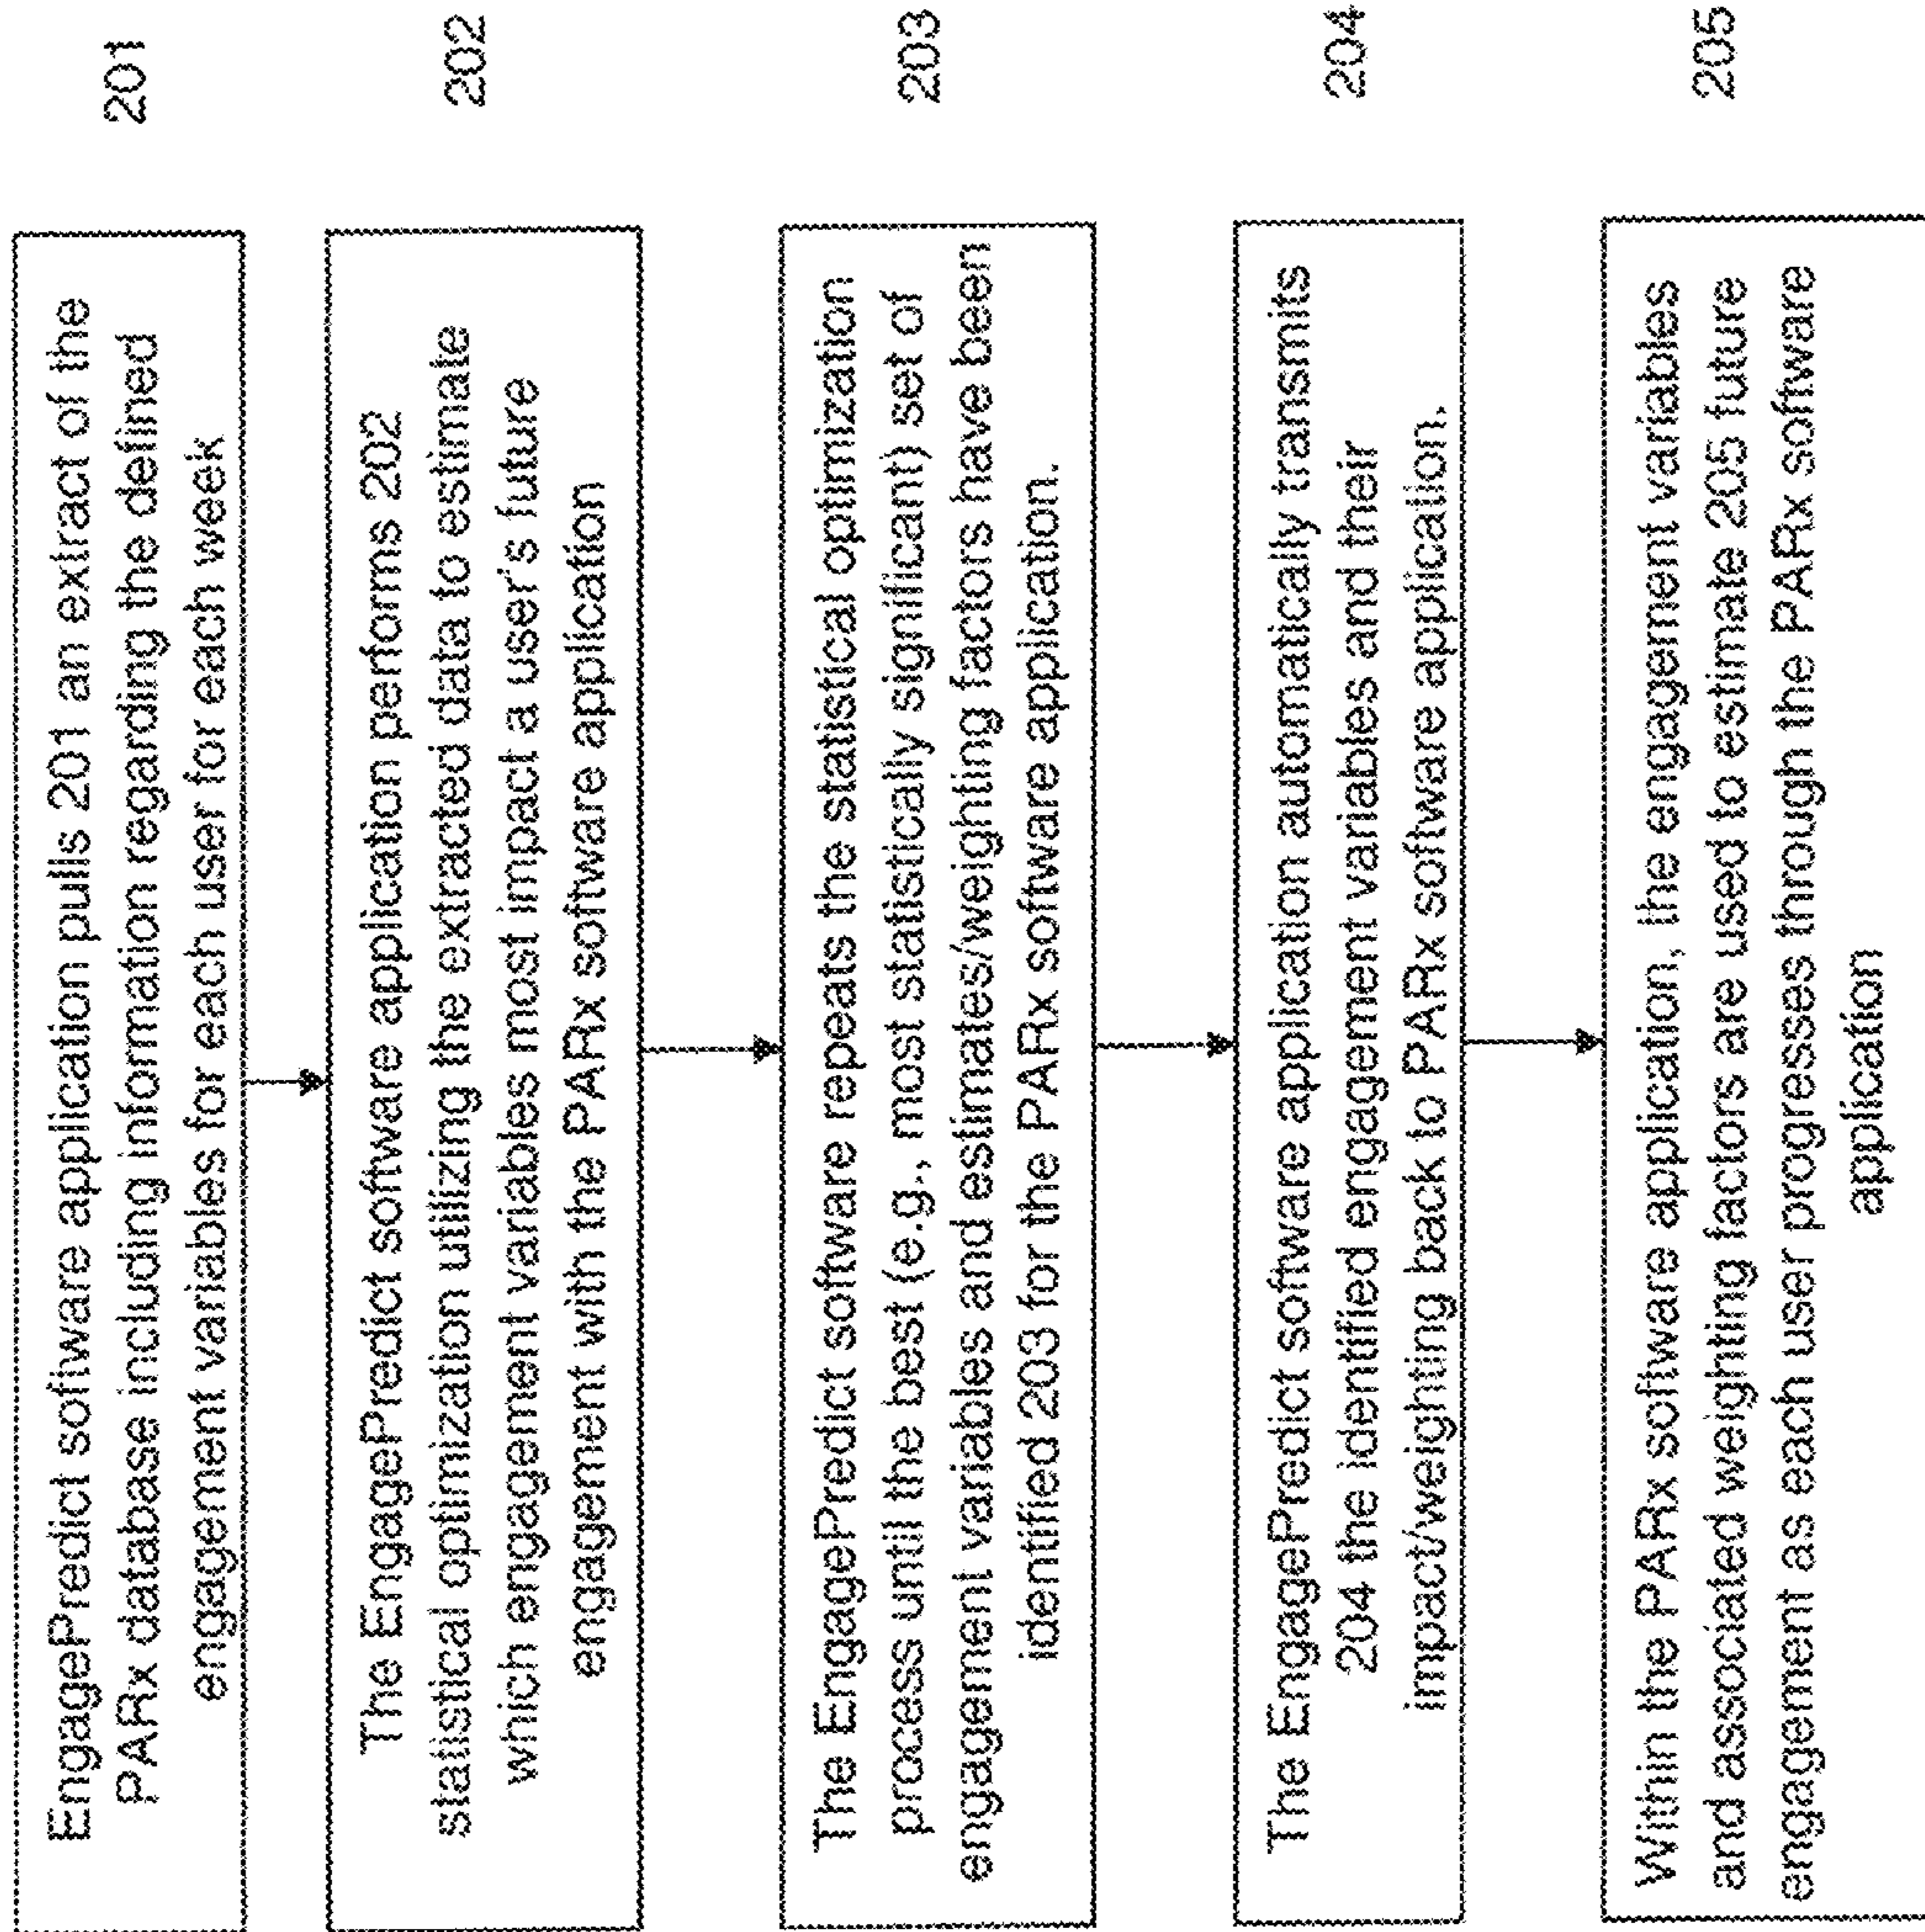 EngagePredict software application pulls 201 an extract of the
PARx database including information regarding the defined
engagement variables for each user for each week
201
The EngagePredict software application performs 202
statistical optimization utilizing the extracted data to estimate
which engagement variables most impact a user's future
engagement with the PARx software application
202
The EngagePredict software repeats the statistical optimization
process until the best (e.g., most statistically significant) set of
engagement variables and estimates/weighting factors have been
identified 203 for the PARx software application.
203
The EngagePredict software application automatically transmits
204 the identified engagement variables and their
impact/weighting back to PARx software application.
204
Within the PARx software application, the engagement variables
and associated weighting factors are used to estimate 205 future
engagement as each user progresses through the PARx software
application
205